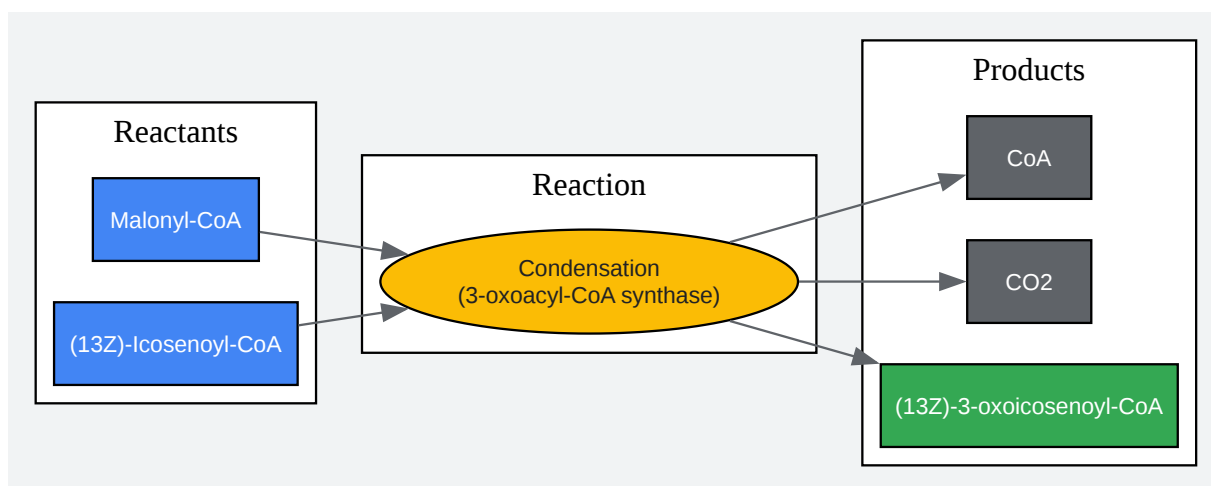 Reactants
Malonyl-CoA
(13Z)-Icosenoyl-CoA
Reaction
Condensation
(3-oxoacyl-CoA synthase)
Products
CoA
CO2
(13Z)-3-oxoicosenoyl-CoA